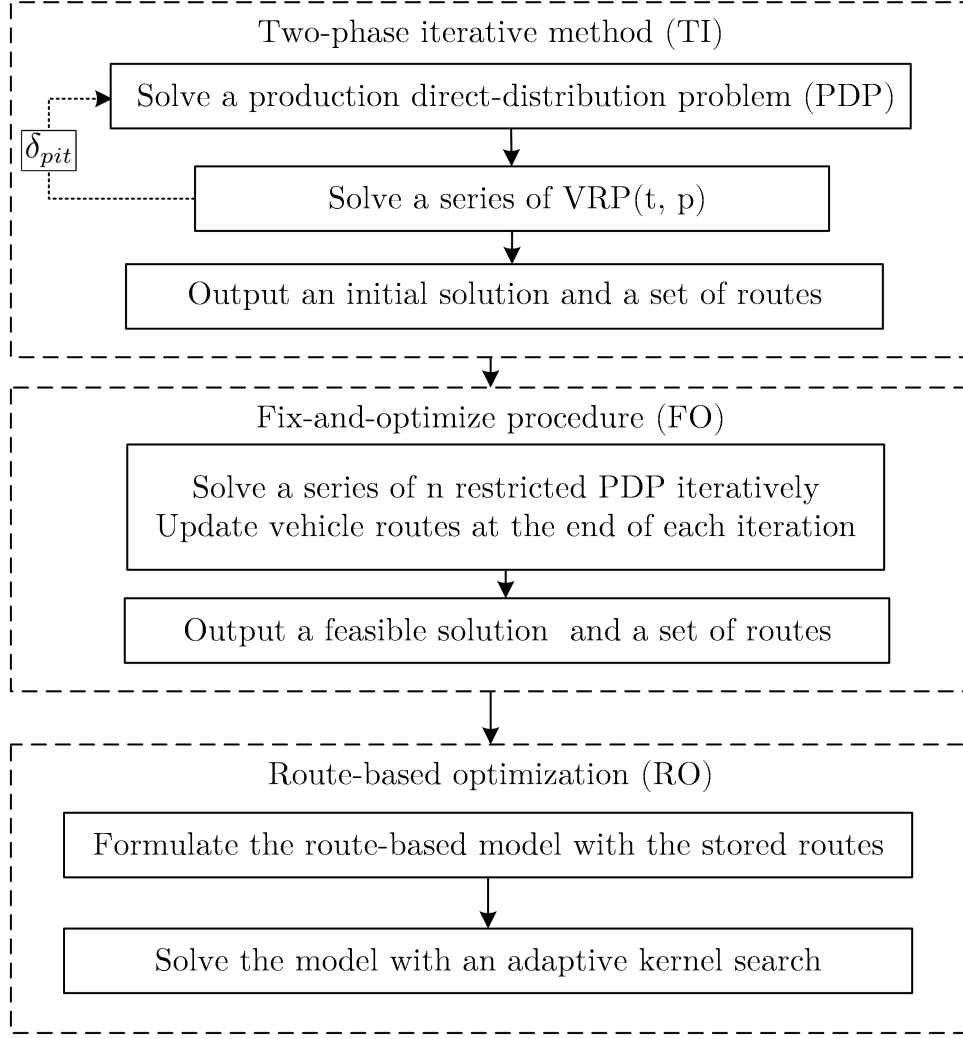 Two-phase iterative method (TI)
Solve a production direct-distribution problem (PDP)
δ_pit
Solve a series of VRP(t, p)
Output an initial solution and a set of routes
Fix-and-optimize procedure (FO)
Solve a series of n restricted PDP iteratively
Update vehicle routes at the end of each iteration
Output a feasible solution and a set of routes
Route-based optimization (RO)
Formulate the route-based model with the stored routes
Solve the model with an adaptive kernel search